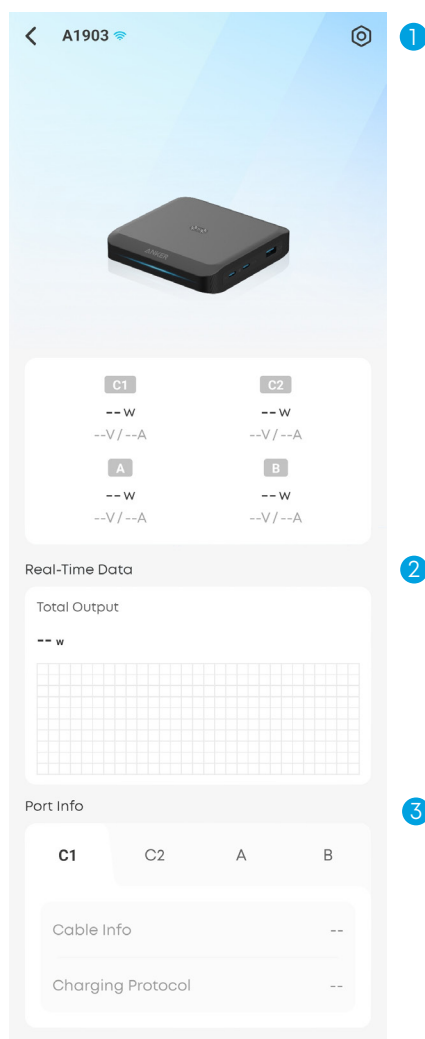 A1903
1
ANKER
C1 C2
--W --W
--V/--A --V/--A
A B
--W --W
--V/--A --V/--A
Real-Time Data
2
Total Output
-- W
Port Info
3
C1 C2 A B
Cable Info --
Charging Protocol --